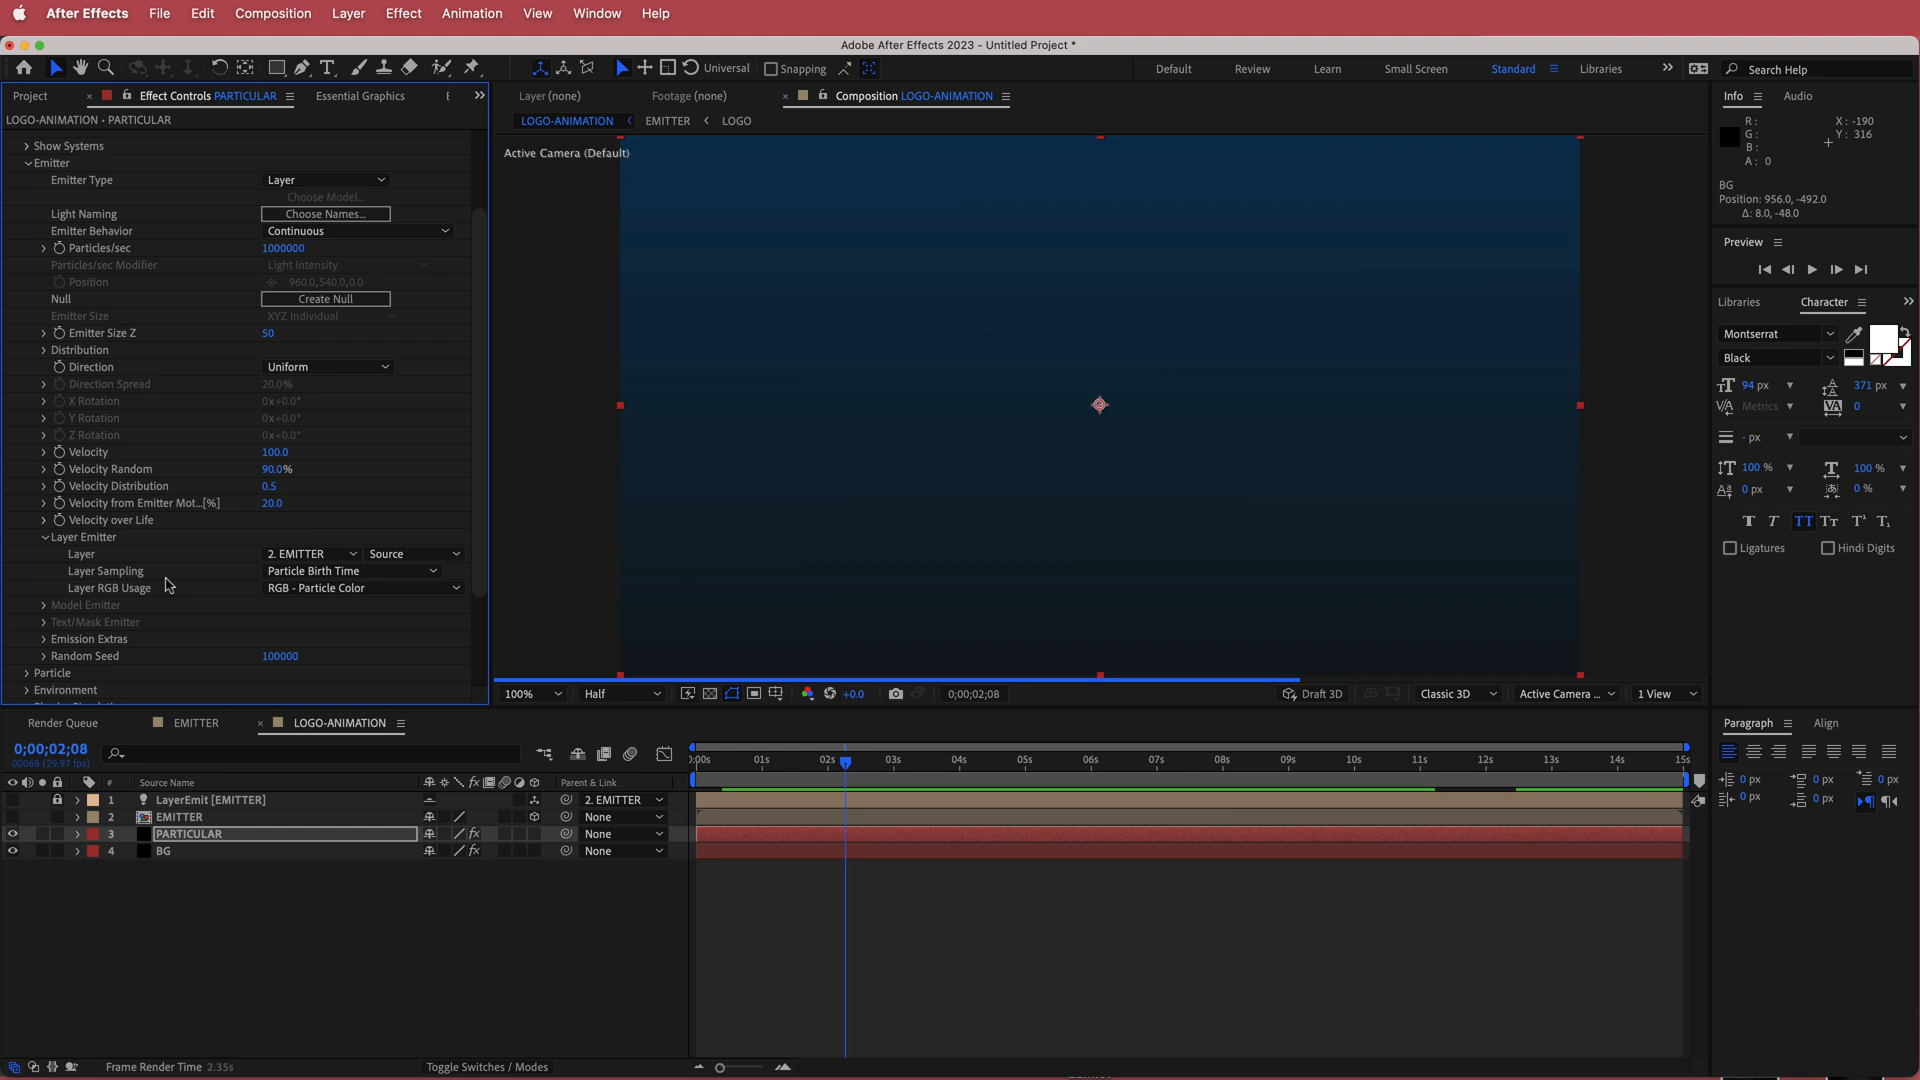 After Effects File Edit Composition Layer Effect Animation View Window Help
Adobe After Effects 2023 - Untitled Project *
Universal Snapping Default Review Learn Small Screen Standard Libraries Search Help
Project Effect Controls PARTICULAR Essential Graphics
LOGO-ANIMATION • PARTICULAR
Show Systems
Emitter
Emitter Type Layer
Choose Model...
Light Naming Choose Names...
Emitter Behavior Continuous
Particles/sec 1000000
Particles/sec Modifier Light Intensity
Position 960.0,540.0,0.0
Null Create Null
Emitter Size XYZ Individual
Emitter Size Z 50
Distribution
Direction Uniform
Direction Spread 20.0%
X Rotation 0x+0.0°
Y Rotation 0x+0.0°
Z Rotation 0x+0.0°
Velocity 100.0
Velocity Random 90.0%
Velocity Distribution 0.5
Velocity from Emitter Mot...[%] 20.0
Velocity over Life
Layer Emitter
Layer 2. EMITTER Source
Layer Sampling Particle Birth Time
Layer RGB Usage RGB - Particle Color
Model Emitter
Text/Mask Emitter
Emission Extras
Random Seed 100000
Particle
Environment
Layer (none) Footage (none) Composition LOGO-ANIMATION
LOGO-ANIMATION < EMITTER < LOGO
Active Camera (Default)
100% Half +0.0 0;00;02;08 Draft 3D Classic 3D Active Camera ... 1 View
Info Audio
R: X: -190
G: Y: 316
B:
A: 0
BG
Position: 956.0, -492.0
Δ: 8.0, -48.0
Preview
Libraries Character
Montserrat
Black
94 px 371 px
Metrics 0
- px
100 % 100 %
0 px 0 %
T T TT Tt T¹ T₁
Ligatures Hindi Digits
Paragraph Align
0 px 0 px 0 px
0 px 0 px
Render Queue EMITTER LOGO-ANIMATION
0;00;02;08
00068 (29.97 fps)
:00s 01s 02s 03s 04s 05s 06s 07s 08s 09s 10s 11s 12s 13s 14s 15s
# Source Name Parent & Link
1 LayerEmit [EMITTER] 2. EMITTER
2 EMITTER None
3 PARTICULAR fx None
4 BG fx None
Frame Render Time 2.35s Toggle Switches / Modes